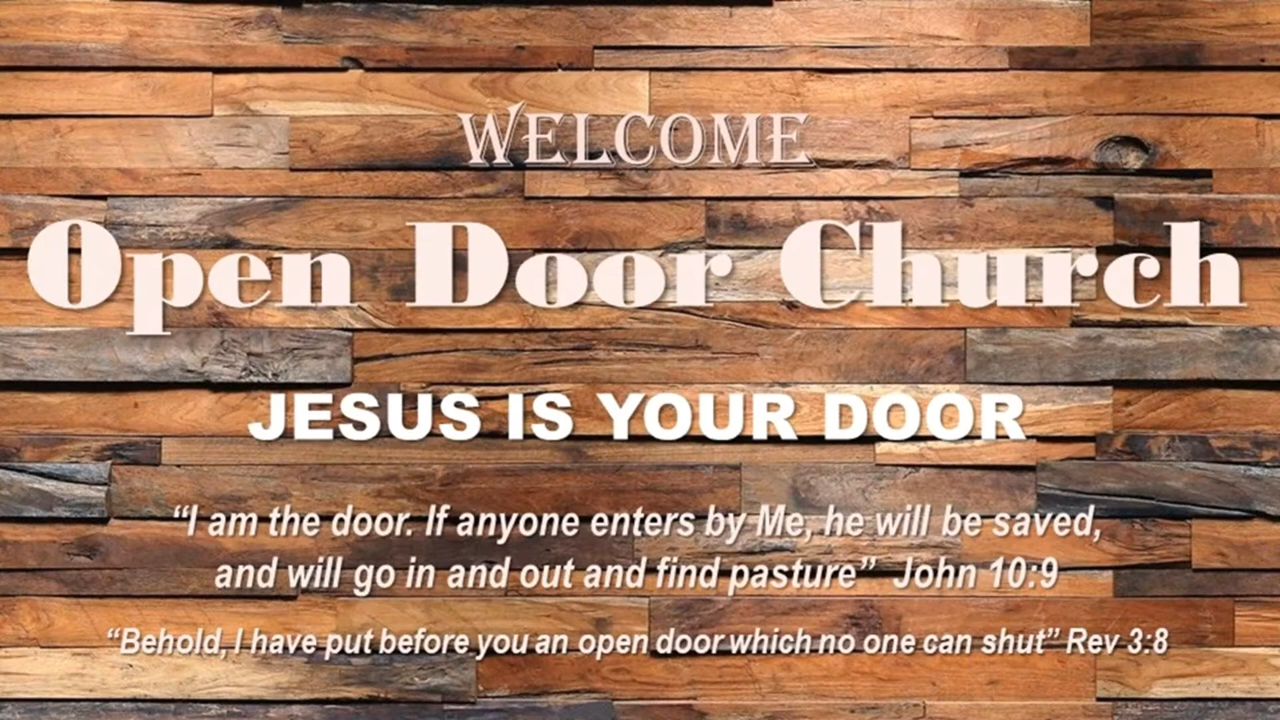 WELCOME
Open Door Church
JESUS IS YOUR DOOR
“I am the door. If anyone enters by Me, he will be saved,
and will go in and out and find pasture” John 10:9
“Behold, I have put before you an open door which no one can shut” Rev 3:8